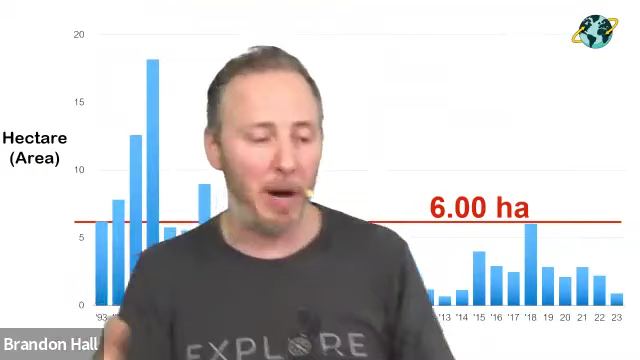 20
15
Hectare
(Area)
10
6.00 ha
5
0
'93 '13 '14 '15 '16 '17 '18 '19 20 21 22 23
Brandon Hall
EXPLORE